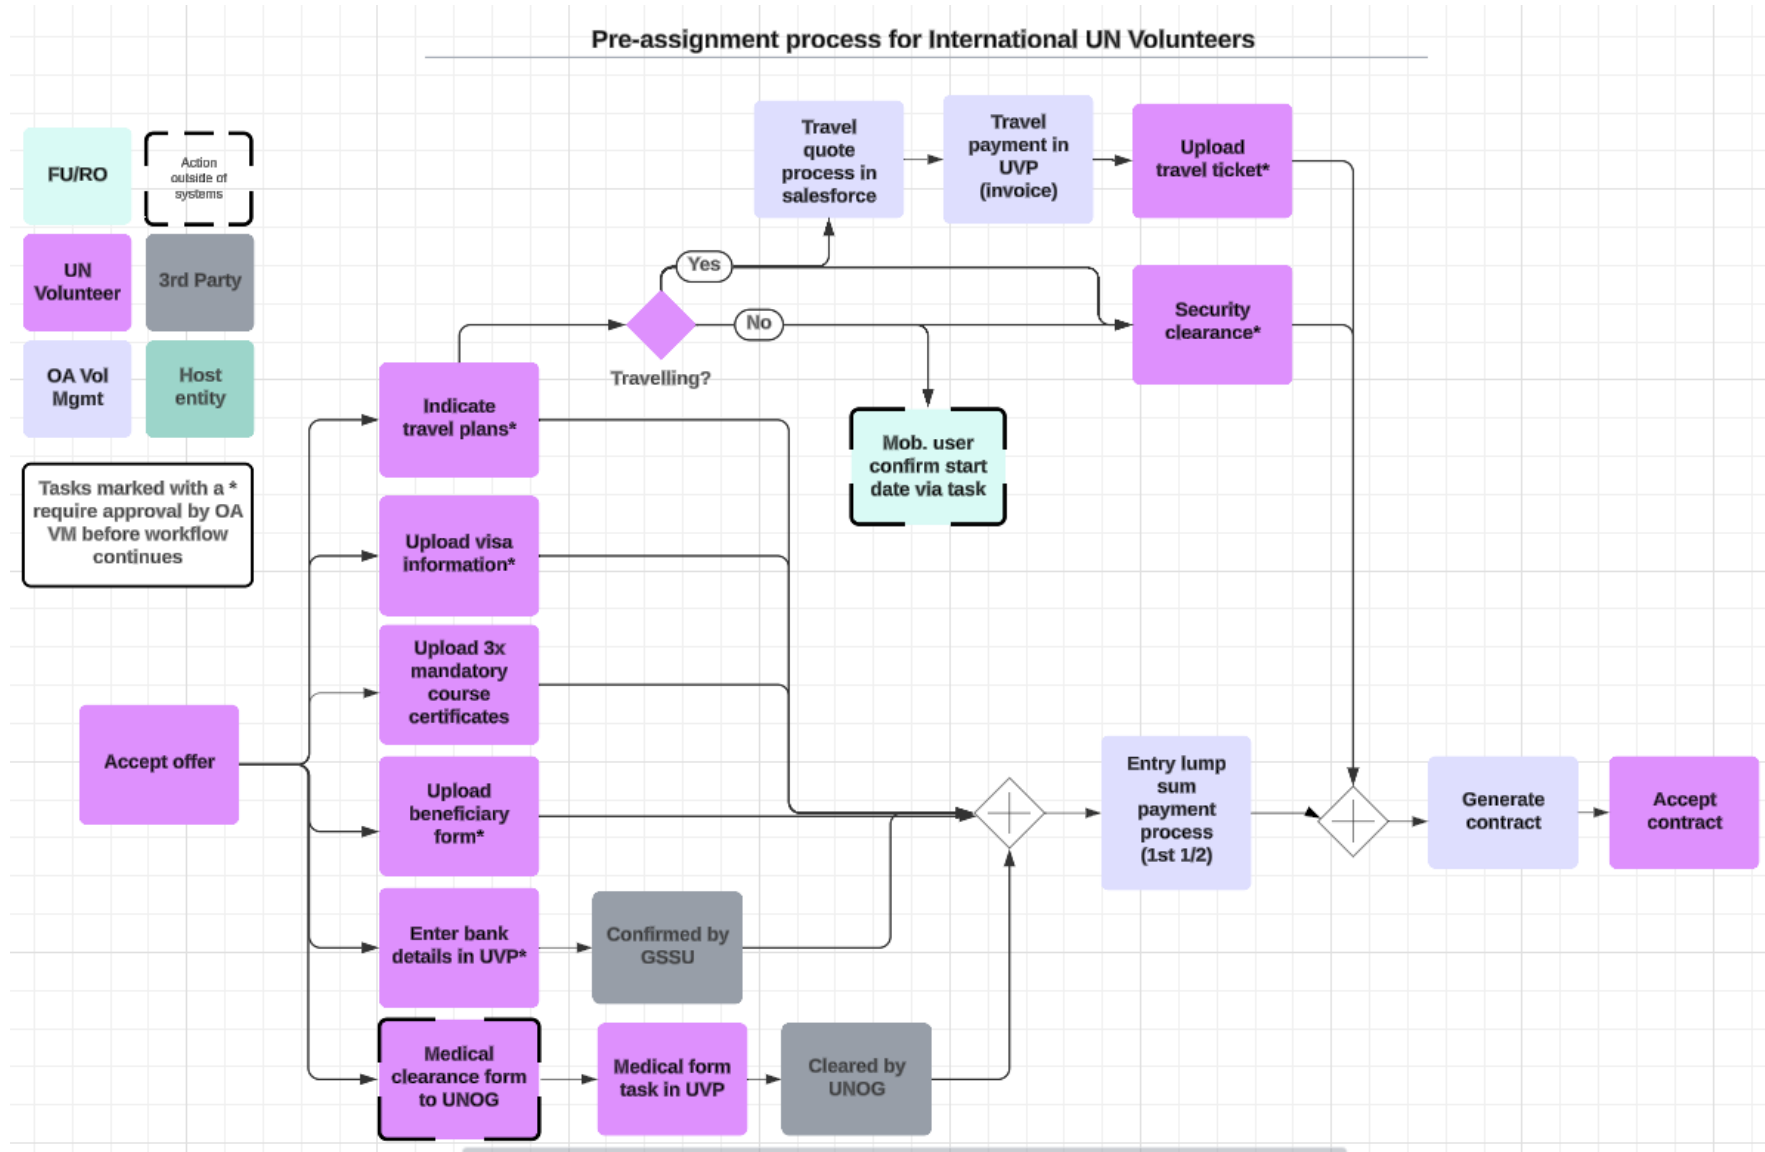 Pre-assignment process for International UN Volunteers
FU/RO
Action
outside of
systems
UN
Volunteer
3rd Party
OA Vol
Mgmt
Host
entity
Tasks marked with a *
require approval by OA
VM before workflow
continues
Travel
quote
process in
salesforce
Travel
payment in
UVP
(invoice)
Upload
travel ticket*
Yes
No
Travelling?
Security
clearance*
Mob. user
confirm start
date via task
Indicate
travel plans*
Upload visa
information*
Upload 3x
mandatory
course
certificates
Accept offer
Upload
beneficiary
form*
Enter bank
details in UVP*
Confirmed by
GSSU
Medical
clearance form
to UNOG
Medical form
task in UVP
Cleared by
UNOG
Entry lump
sum
payment
process
(1st 1/2)
Generate
contract
Accept
contract